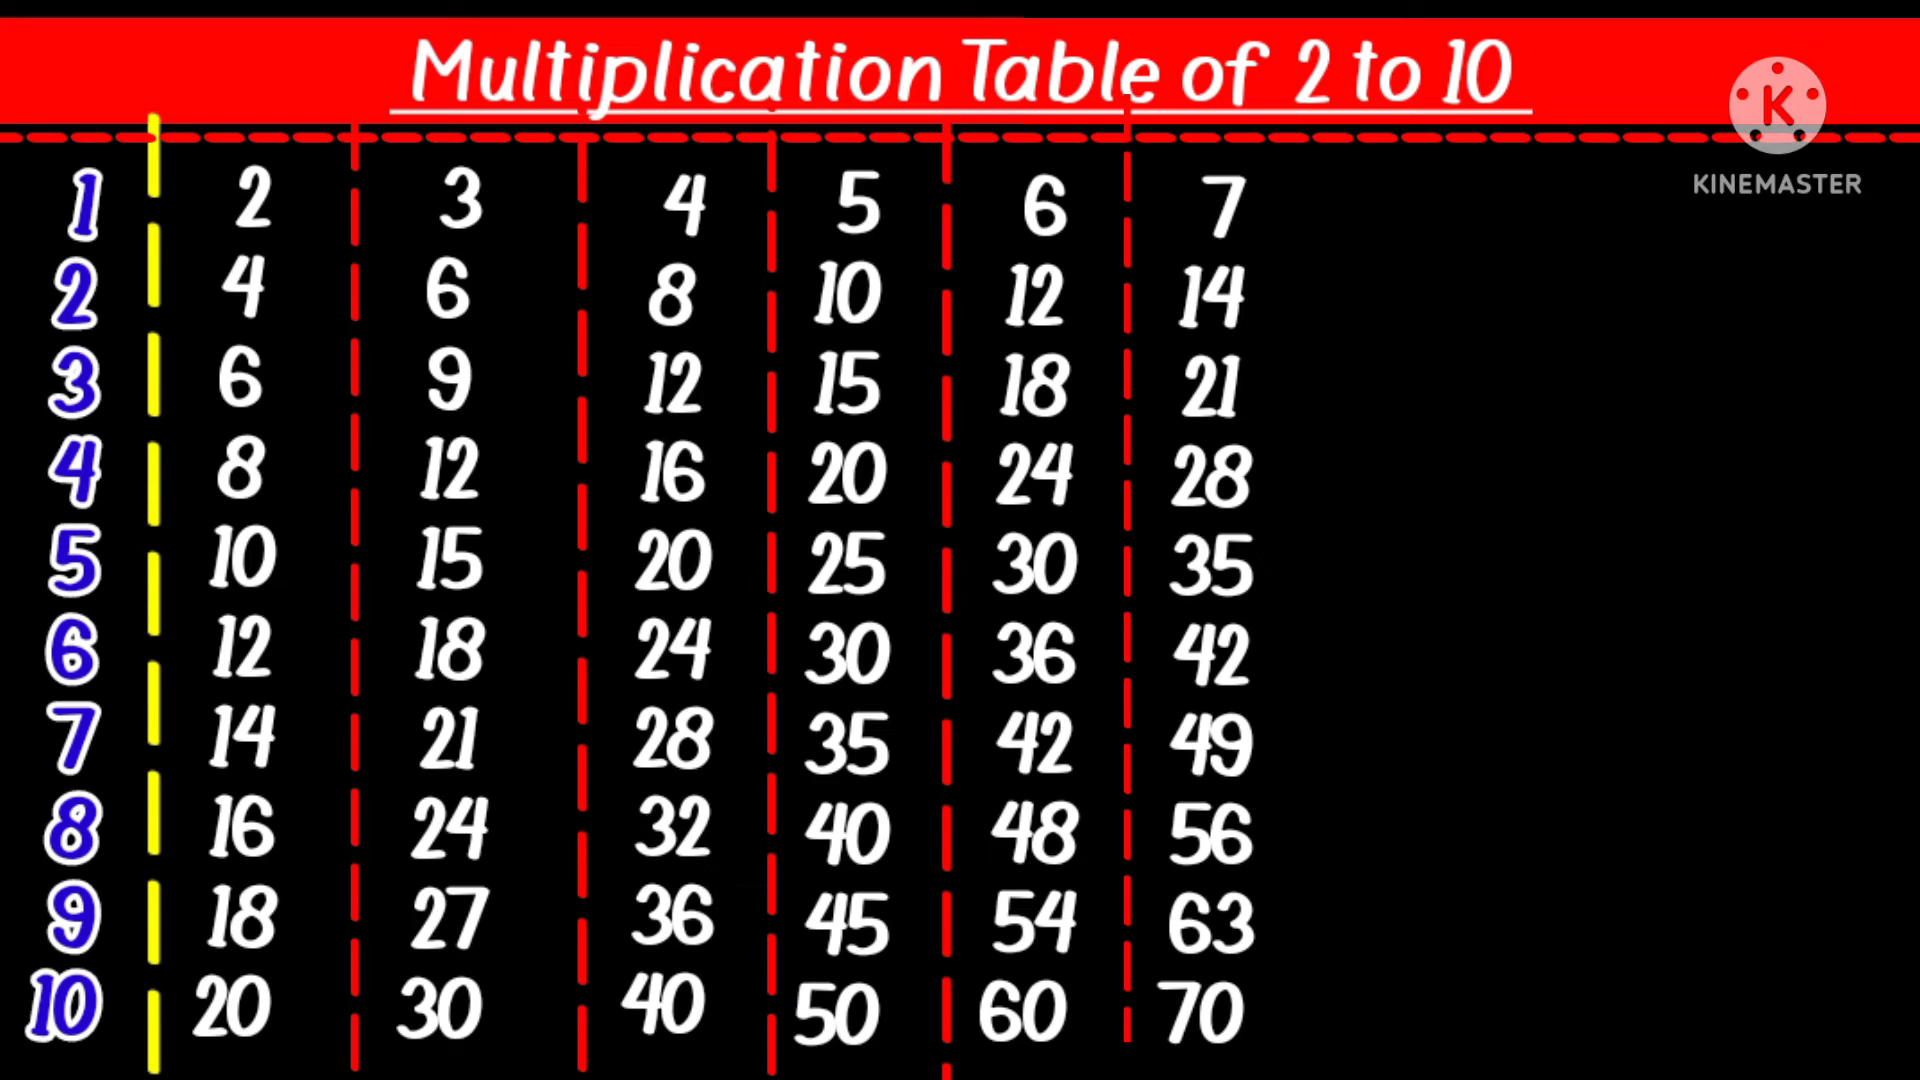 Multiplication Table of 2 to 10
K
KINEMASTER
1 2 3 4 5 6 7
2 4 6 8 10 12 14
3 6 9 12 15 18 21
4 8 12 16 20 24 28
5 10 15 20 25 30 35
6 12 18 24 30 36 42
7 14 21 28 35 42 49
8 16 24 32 40 48 56
9 18 27 36 45 54 63
10 20 30 40 50 60 70